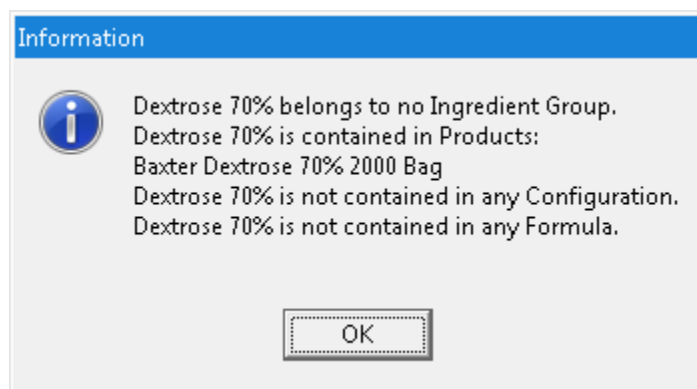 Information
Dextrose 70% belongs to no Ingredient Group.
Dextrose 70% is contained in Products:
Baxter Dextrose 70% 2000 Bag
Dextrose 70% is not contained in any Configuration.
Dextrose 70% is not contained in any Formula.
OK